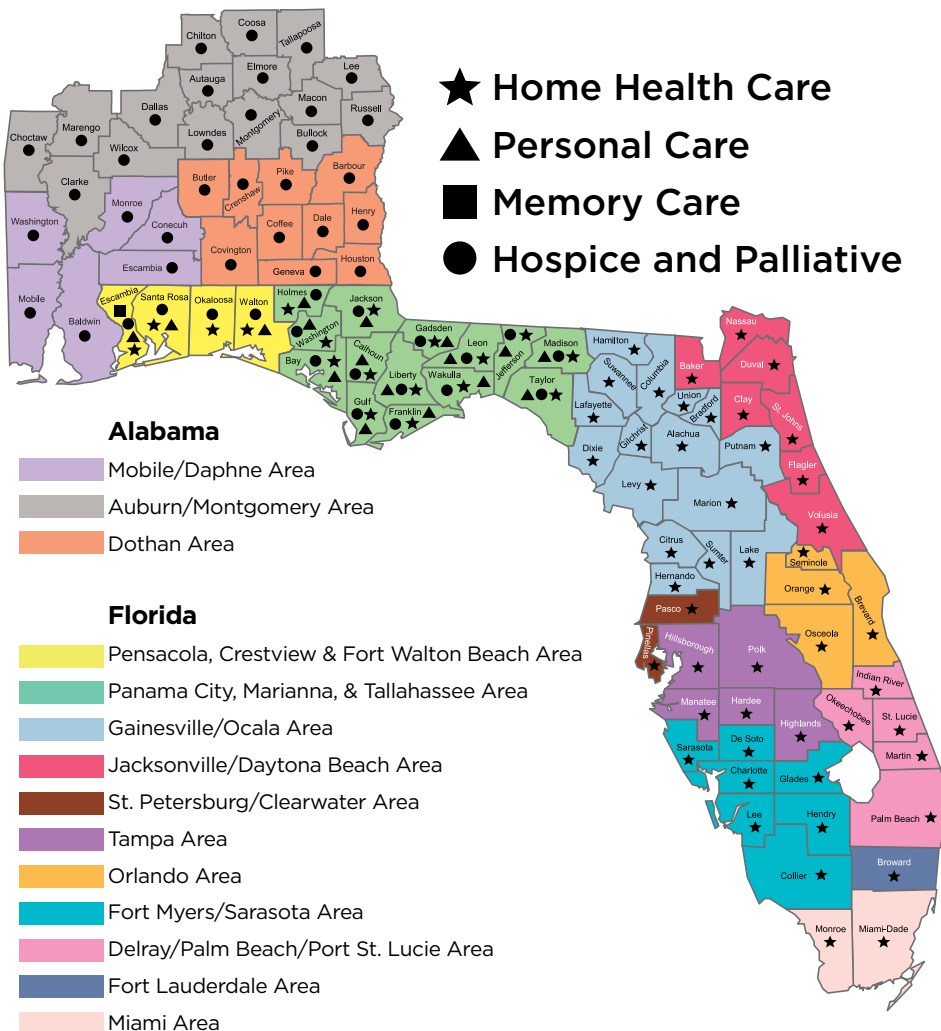 Home Health Care
Personal Care
Memory Care
Hospice and Palliative
Coosa
Chilton
Tallapoosa
Elmore
Lee
Autauga
Macon
Dallas
Russell
Montgomery
Marengo
Lowndes
Bullock
Choctaw
Wilcox
Clarke
Butler
Crenshaw
Pike
Barbour
Monroe
Washington
Conecuh
Coffee
Dale
Henry
Covington
Escambia
Geneva
Houston
Mobile
Baldwin
Escambia
Santa Rosa
Okaloosa
Walton
Holmes
Jackson
Washington
Gadsden
Bay
Calhoun
Leon
Jefferson
Madison
Liberty
Wakulla
Taylor
Gulf
Franklin
Hamilton
Suwannee
Columbia
Baker
Nassau
Duval
Lafayette
Union
Bradford
Clay
St. Johns
Dixie
Gilchrist
Alachua
Putnam
Flagler
Levy
Marion
Volusia
Citrus
Sumter
Lake
Seminole
Hernando
Orange
Brevard
Pasco
Pinellas
Hillsborough
Polk
Osceola
Indian River
Manatee
Hardee
Highlands
Okeechobee
St. Lucie
Sarasota
De Soto
Martin
Charlotte
Glades
Lee
Hendry
Palm Beach
Collier
Broward
Monroe
Miami-Dade
Alabama
Mobile/Daphne Area
Auburn/Montgomery Area
Dothan Area
Florida
Pensacola, Crestview & Fort Walton Beach Area
Panama City, Marianna, & Tallahassee Area
Gainesville/Ocala Area
Jacksonville/Daytona Beach Area
St. Petersburg/Clearwater Area
Tampa Area
Orlando Area
Fort Myers/Sarasota Area
Delray/Palm Beach/Port St. Lucie Area
Fort Lauderdale Area
Miami Area